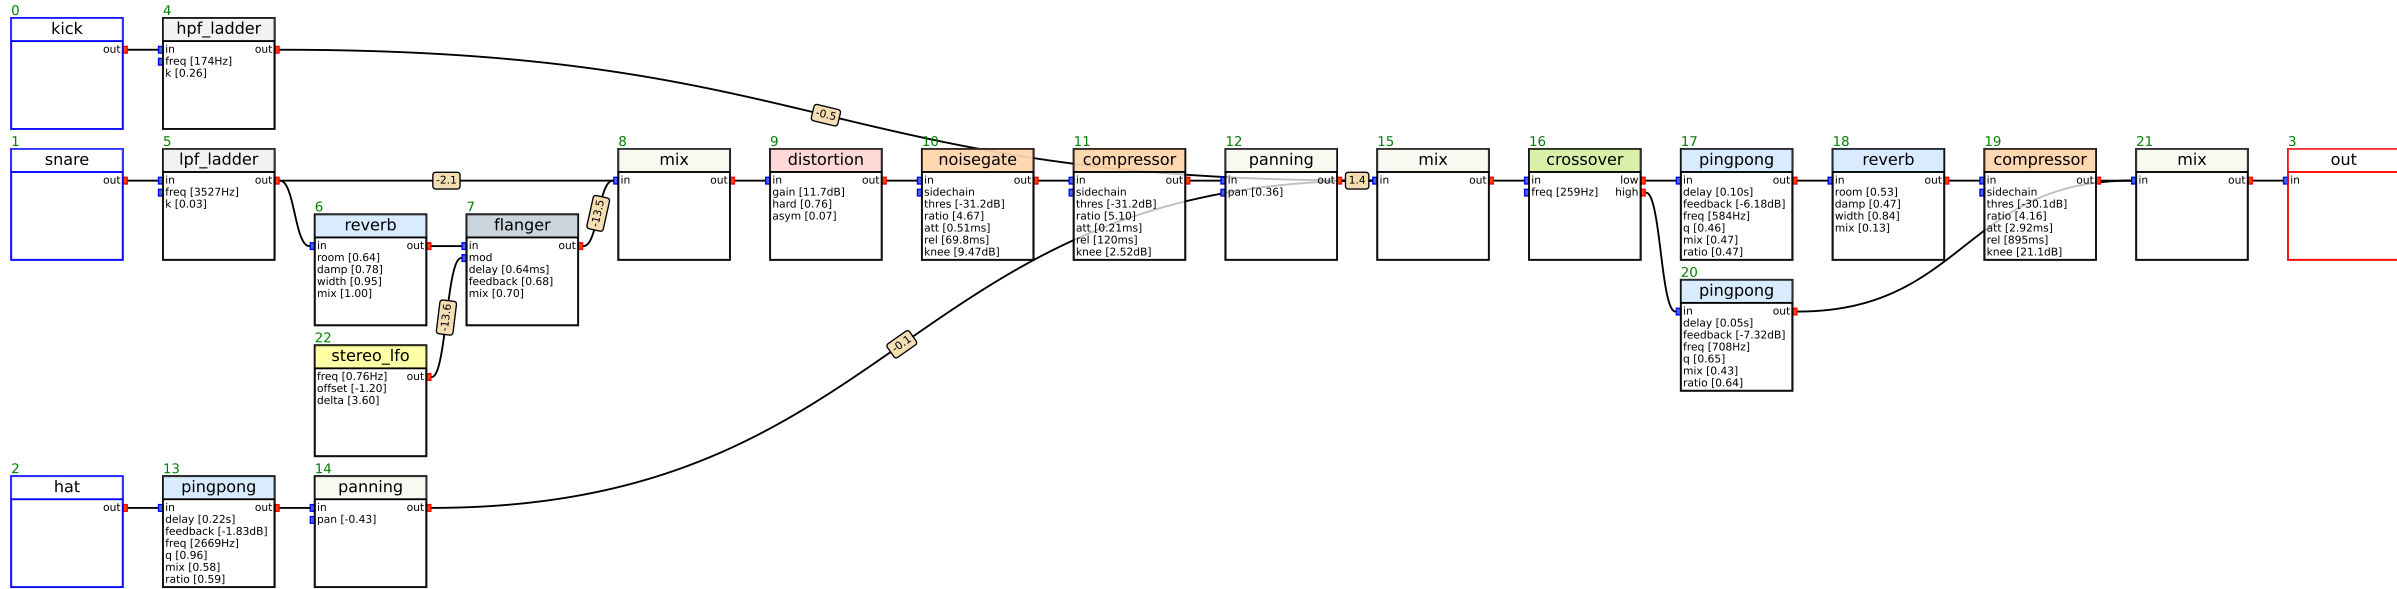 0
kick
out
4
hpf_ladder
in out
freq [174Hz]
k [0.26]
-0.5
1
snare
out
5
lpf_ladder
in out
freq [3527Hz]
k [0.03]
-2.1
6
reverb
in out
room [0.64]
damp [0.78]
width [0.95]
mix [1.00]
7
flanger
in out
mod
delay [0.64ms]
feedback [0.68]
mix [0.70]
-13.5
-13.6
22
stereo_lfo
freq [0.76Hz] out
offset [-1.20]
delta [3.60]
8
mix
in out
9
distortion
in out
gain [11.7dB]
hard [0.76]
asym [0.07]
10
noisegate
in out
sidechain
thres [-31.2dB]
ratio [4.67]
att [0.51ms]
rel [69.8ms]
knee [9.47dB]
11
compressor
in out
sidechain
thres [-31.2dB]
ratio [5.10]
att [0.21ms]
rel [120ms]
knee [2.52dB]
12
panning
in out
pan [0.36]
1.4
15
mix
in out
16
crossover
in low
freq [259Hz] high
17
pingpong
in out
delay [0.10s]
feedback [-6.18dB]
freq [584Hz]
q [0.46]
mix [0.47]
ratio [0.47]
18
reverb
in out
room [0.53]
damp [0.47]
width [0.84]
mix [0.13]
19
compressor
in out
sidechain
thres [-30.1dB]
ratio [4.16]
att [2.92ms]
rel [895ms]
knee [21.1dB]
21
mix
in out
3
out
in
20
pingpong
in out
delay [0.05s]
feedback [-7.32dB]
freq [708Hz]
q [0.65]
mix [0.43]
ratio [0.64]
-0.1
2
hat
out
13
pingpong
in out
delay [0.22s]
feedback [-1.83dB]
freq [2669Hz]
q [0.96]
mix [0.58]
ratio [0.59]
14
panning
in out
pan [-0.43]